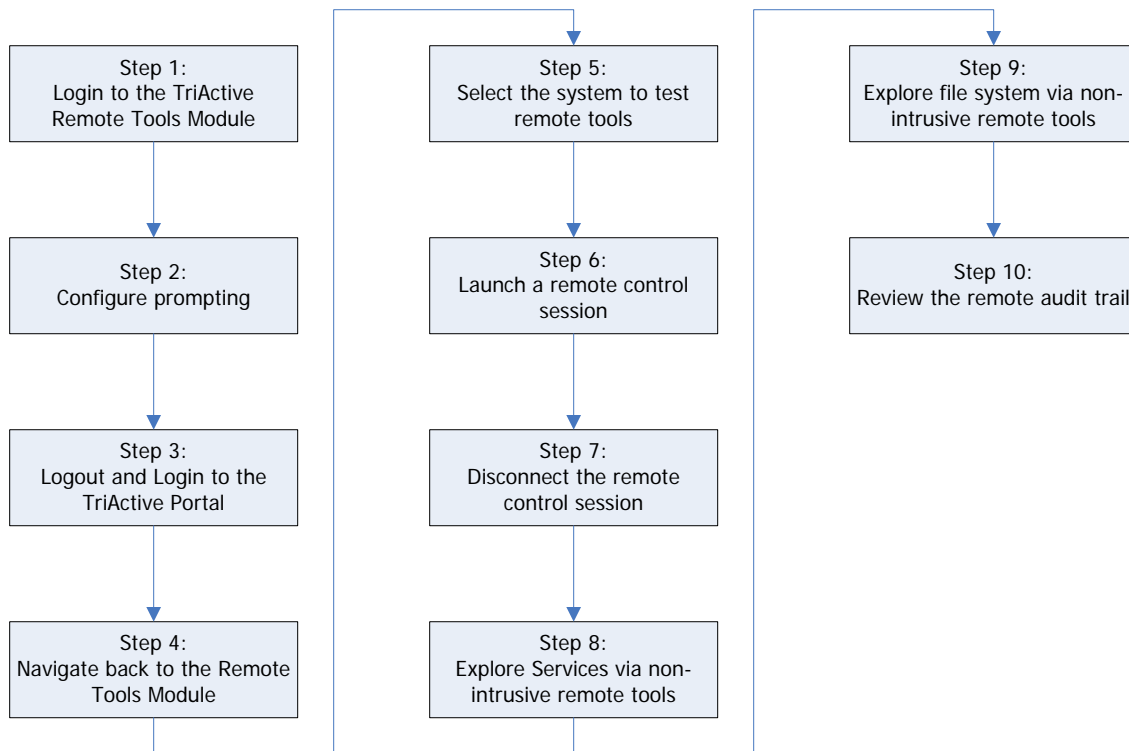 Step 1:
Login to the TriActive
Remote Tools Module
Step 2:
Configure prompting
Step 3:
Logout and Login to the
TriActive Portal
Step 4:
Navigate back to the Remote
Tools Module
Step 5:
Select the system to test
remote tools
Step 6:
Launch a remote control
session
Step 7:
Disconnect the remote
control session
Step 8:
Explore Services via non-
intrusive remote tools
Step 9:
Explore file system via non-
intrusive remote tools
Step 10:
Review the remote audit trail